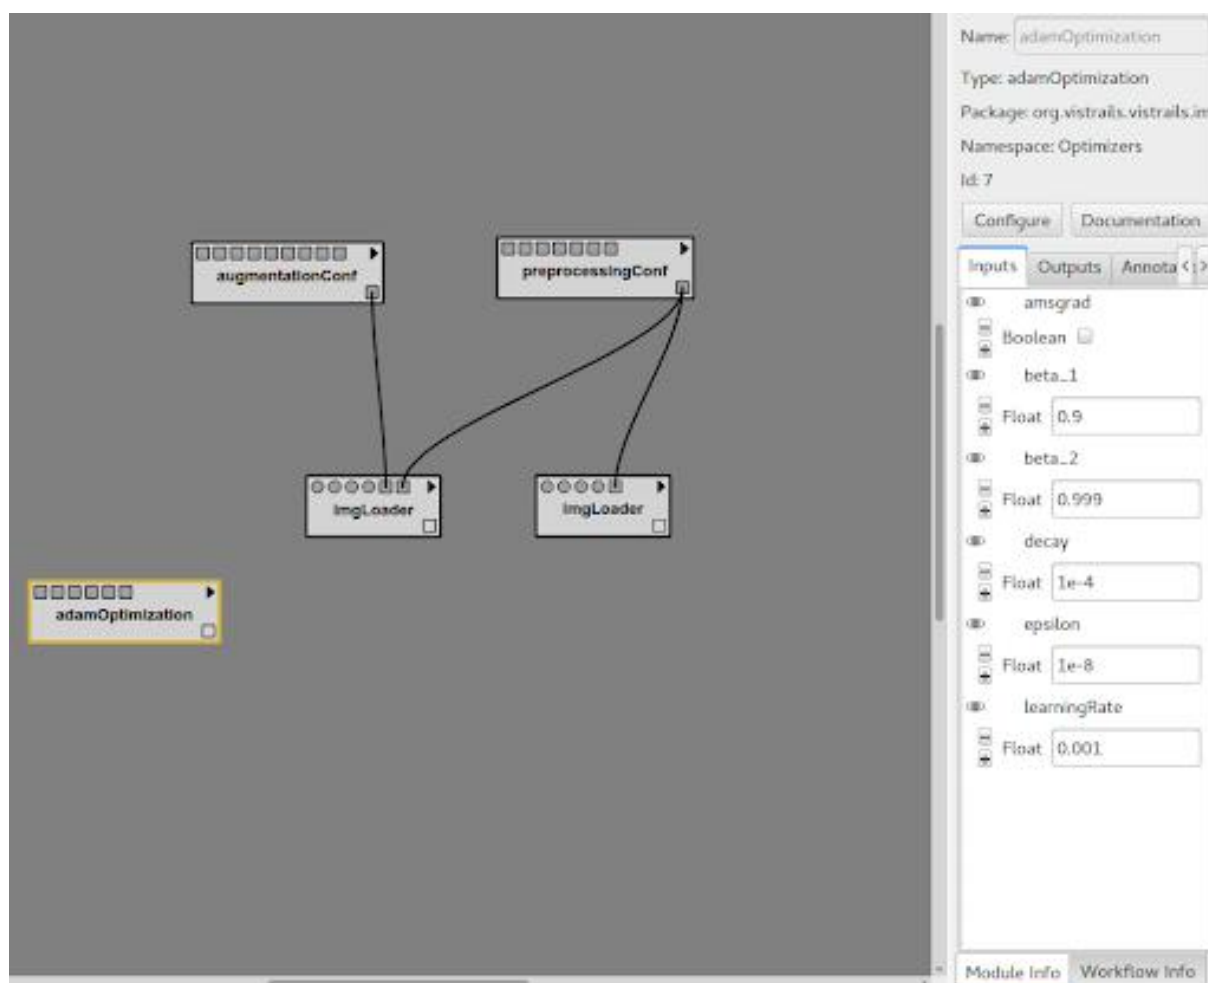 augmentationConf
preprocessingConf
imgLoader
imgLoader
adamOptimization
Name: adamOptimization
Type: adamOptimization
Package: org.vistrails.vistrails.im
Namespace: Optimizers
Id: 7
Configure Documentation
Inputs Outputs Annota
amsgrad
Boolean
beta_1
Float 0.9
beta_2
Float 0.999
decay
Float 1e-4
epsilon
Float 1e-8
learningRate
Float 0.001
Module Info Workflow Info